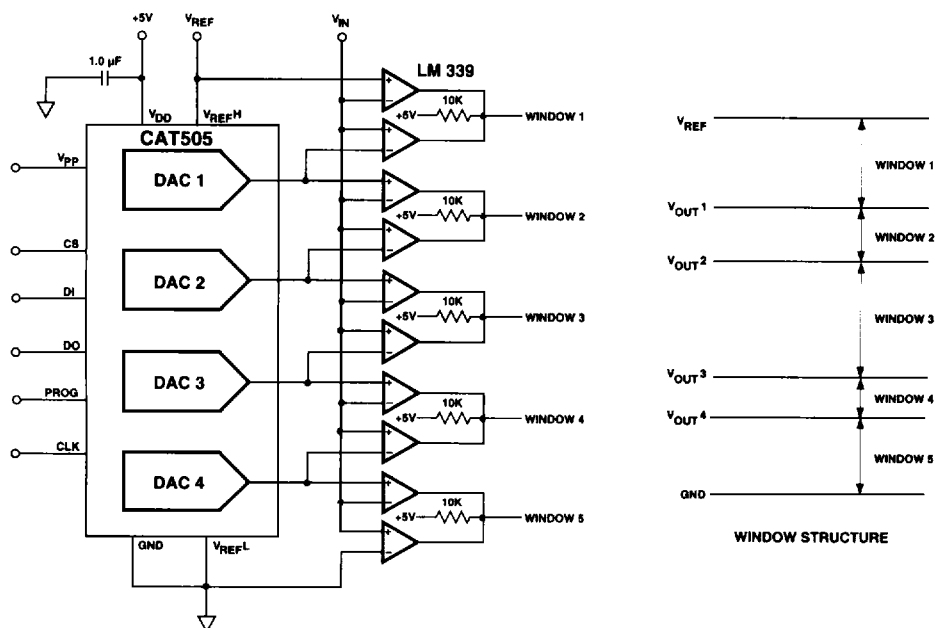 +5V
VREF
VIN
1.0 µF
LM 339
VDD
VREFH
CAT505
VPP
CS
DI
DO
PROG
CLK
DAC 1
DAC 2
DAC 3
DAC 4
GND
VREFL
10K
+5V
WINDOW 1
10K
+5V
WINDOW 2
10K
+5V
WINDOW 3
10K
+5V
WINDOW 4
10K
+5V
WINDOW 5
+
−
+
−
+
−
+
−
+
−
+
−
+
−
+
−
+
−
+
−
VREF
WINDOW 1
VOUT1
WINDOW 2
VOUT2
WINDOW 3
VOUT3
WINDOW 4
VOUT4
WINDOW 5
GND
WINDOW STRUCTURE